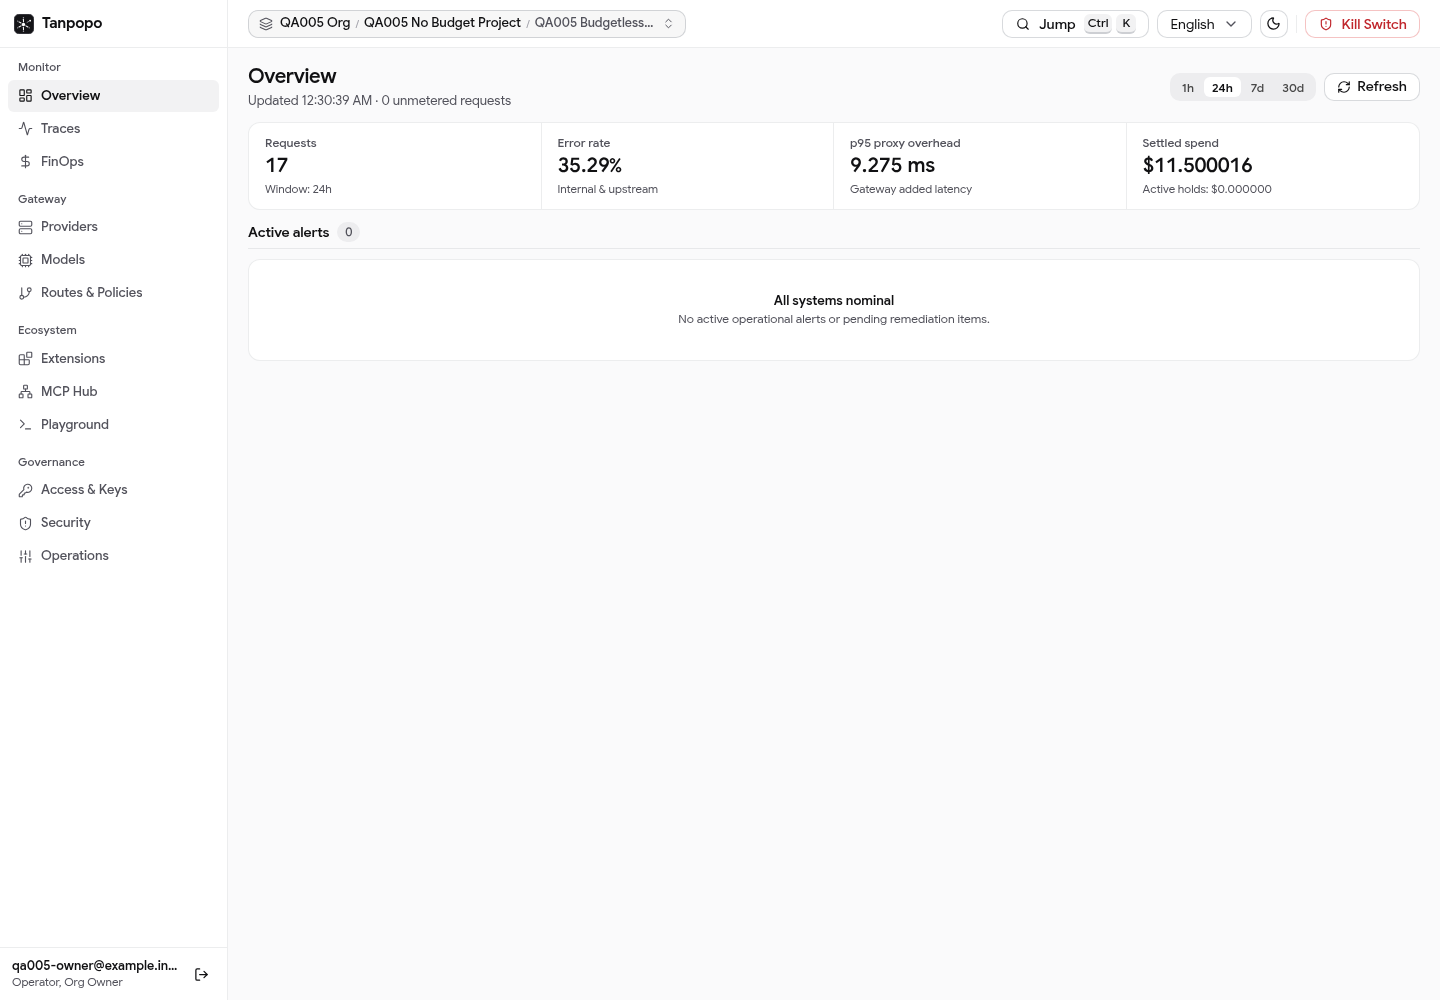 Tanpopo
QA005 Org / QA005 No Budget Project / QA005 Budgetless...
Jump Ctrl K
English
Kill Switch
Monitor
Overview
Traces
FinOps
Gateway
Providers
Models
Routes & Policies
Ecosystem
Extensions
MCP Hub
Playground
Governance
Access & Keys
Security
Operations
qa005-owner@example.in...
Operator, Org Owner
Overview
Updated 12:30:39 AM · 0 unmetered requests
1h 24h 7d 30d
Refresh
Requests
17
Window: 24h
Error rate
35.29%
Internal & upstream
p95 proxy overhead
9.275 ms
Gateway added latency
Settled spend
$11.500016
Active holds: $0.000000
Active alerts 0
All systems nominal
No active operational alerts or pending remediation items.